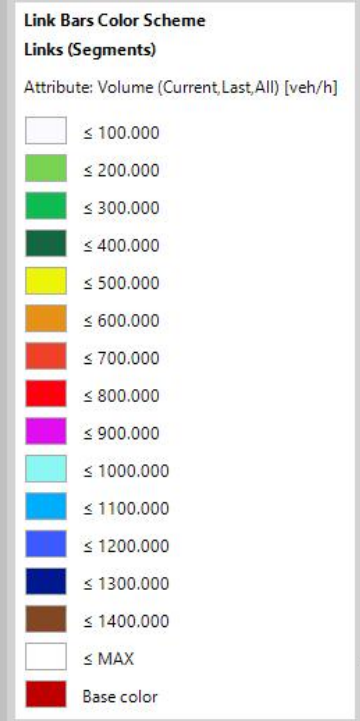 Link Bars Color Scheme
Links (Segments)
Attribute: Volume (Current,Last,All) [veh/h]
≤ 100.000
≤ 200.000
≤ 300.000
≤ 400.000
≤ 500.000
≤ 600.000
≤ 700.000
≤ 800.000
≤ 900.000
≤ 1000.000
≤ 1100.000
≤ 1200.000
≤ 1300.000
≤ 1400.000
≤ MAX
Base color